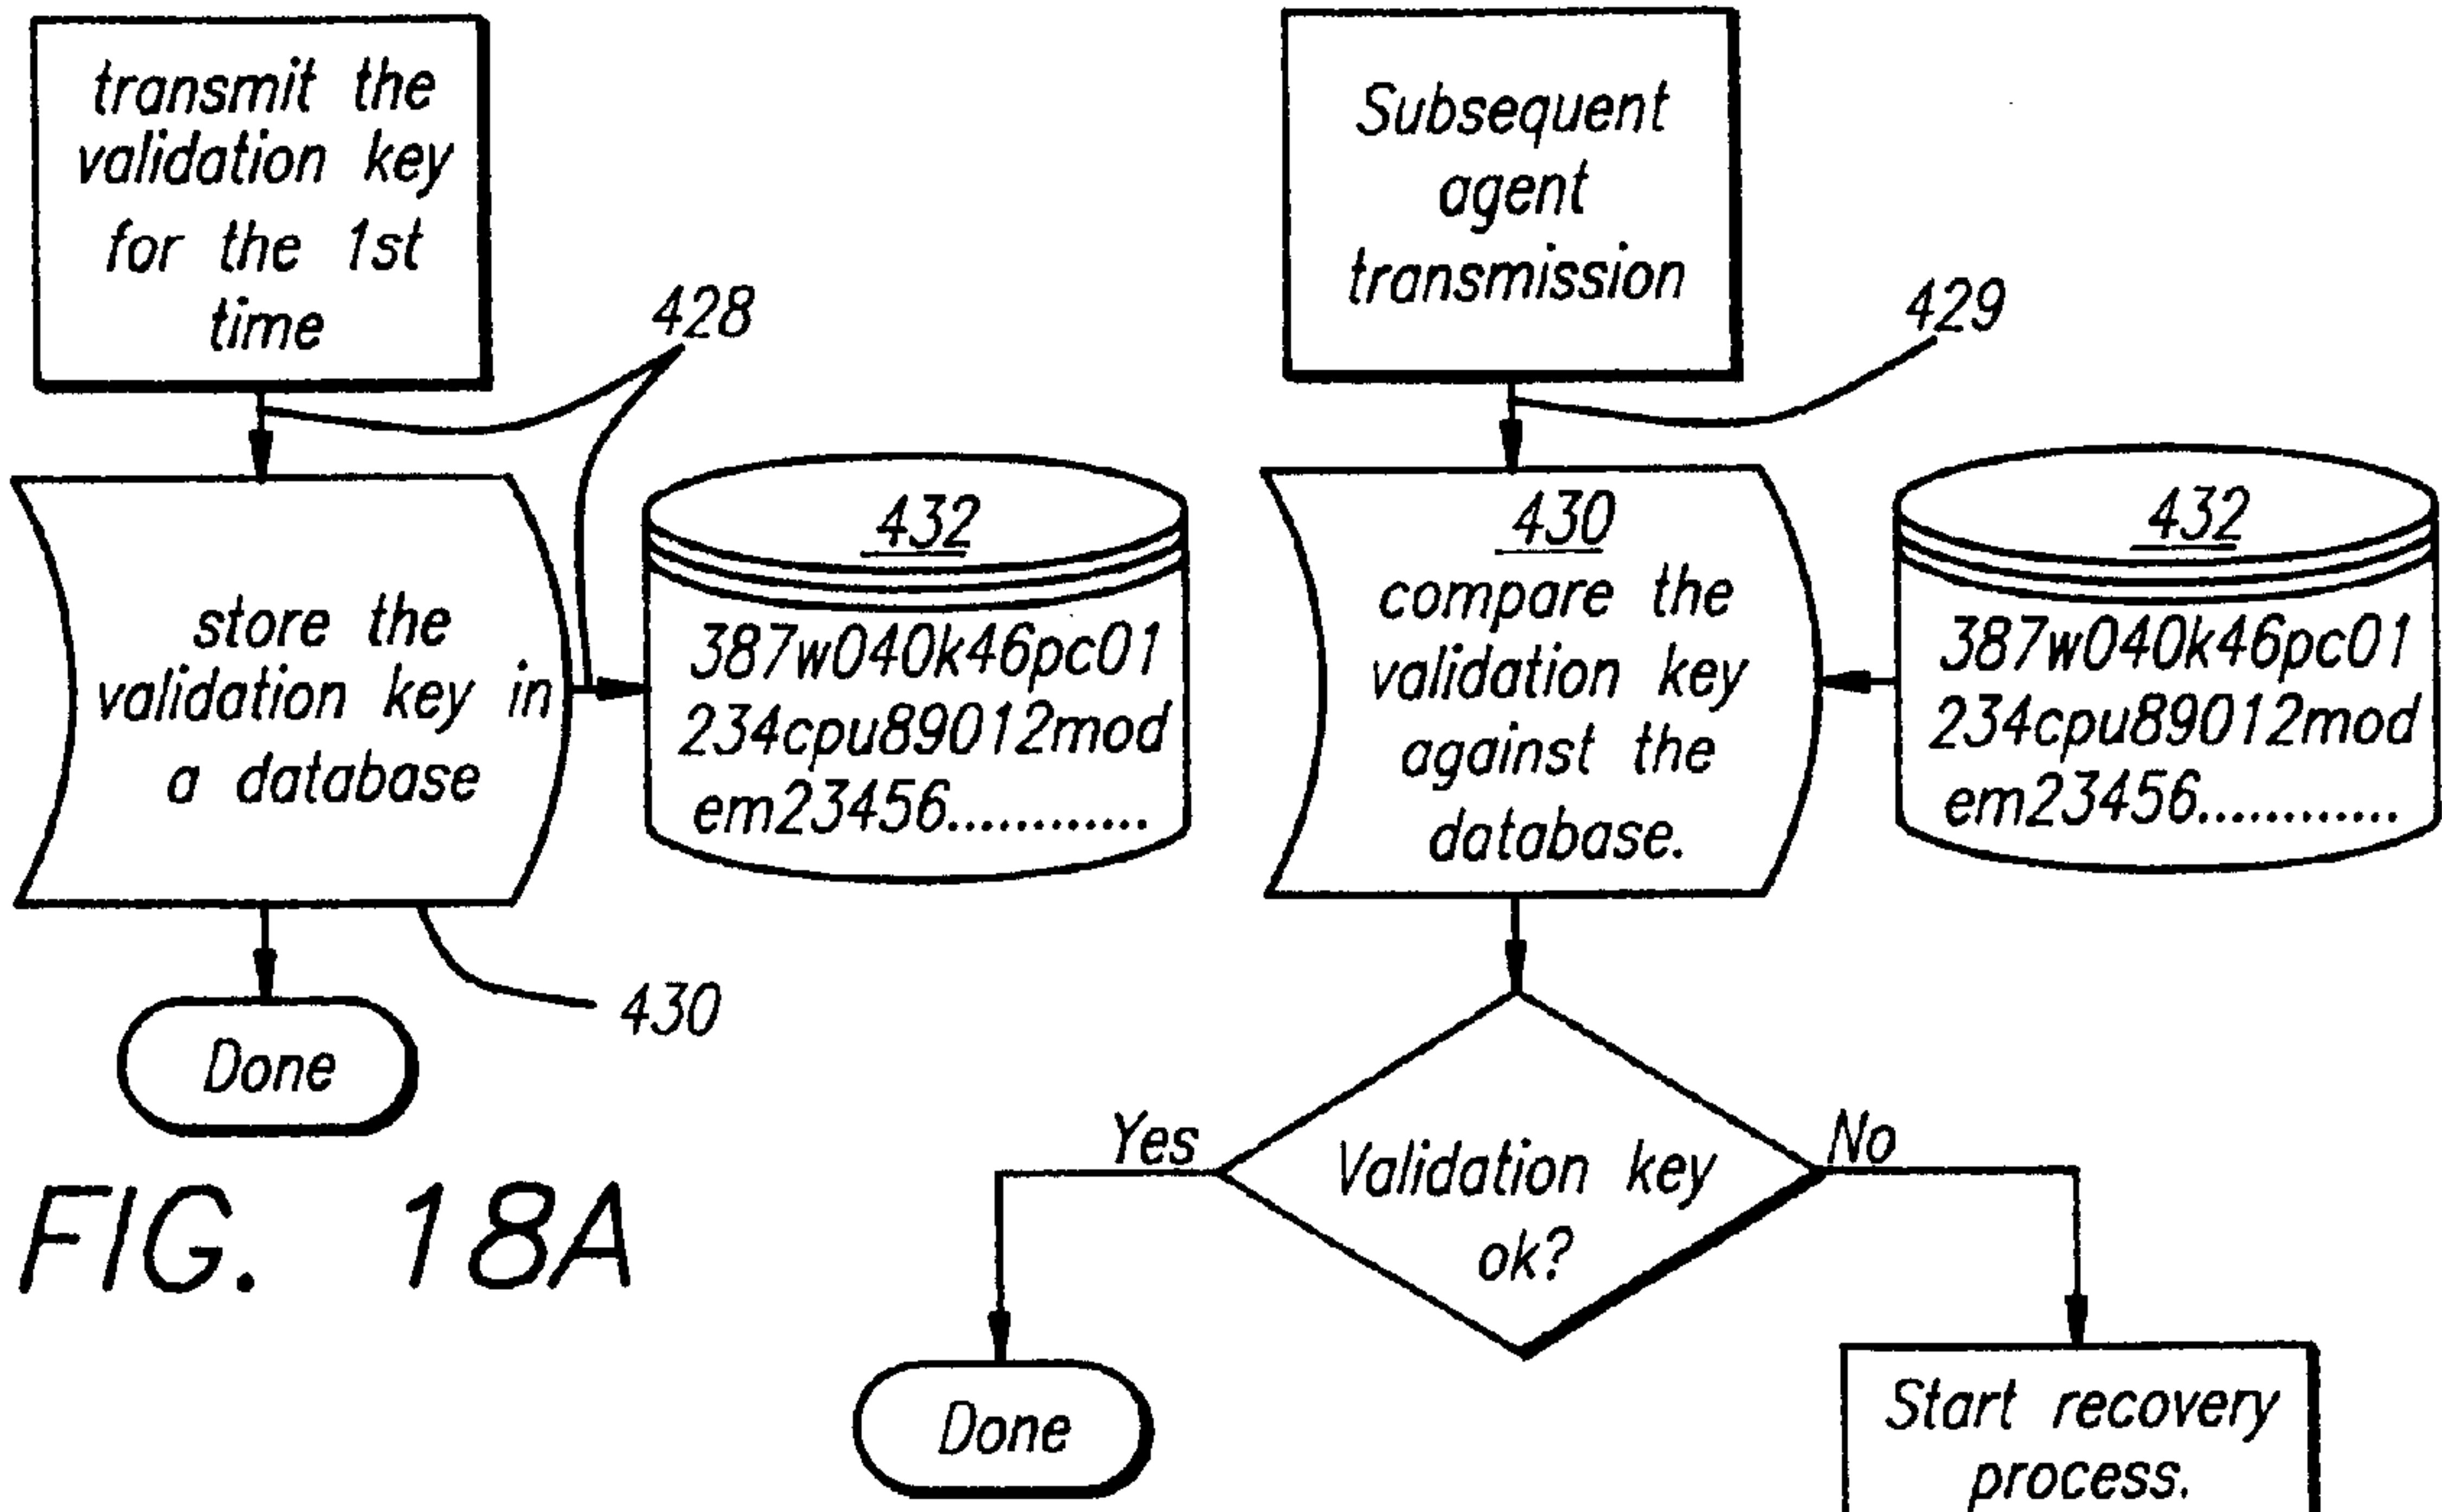 transmit the
validation key
for the 1st
time
428
store the
validation key in
a database
432
387w040k46pc01
234cpu89012mod
em23456............
430
Done
FIG. 18A
Subsequent
agent
transmission
429
430
compare the
validation key
against the
database.
432
387w040k46pc01
234cpu89012mod
em23456............
Validation key
ok?
Yes
No
Done
Start recovery
process.